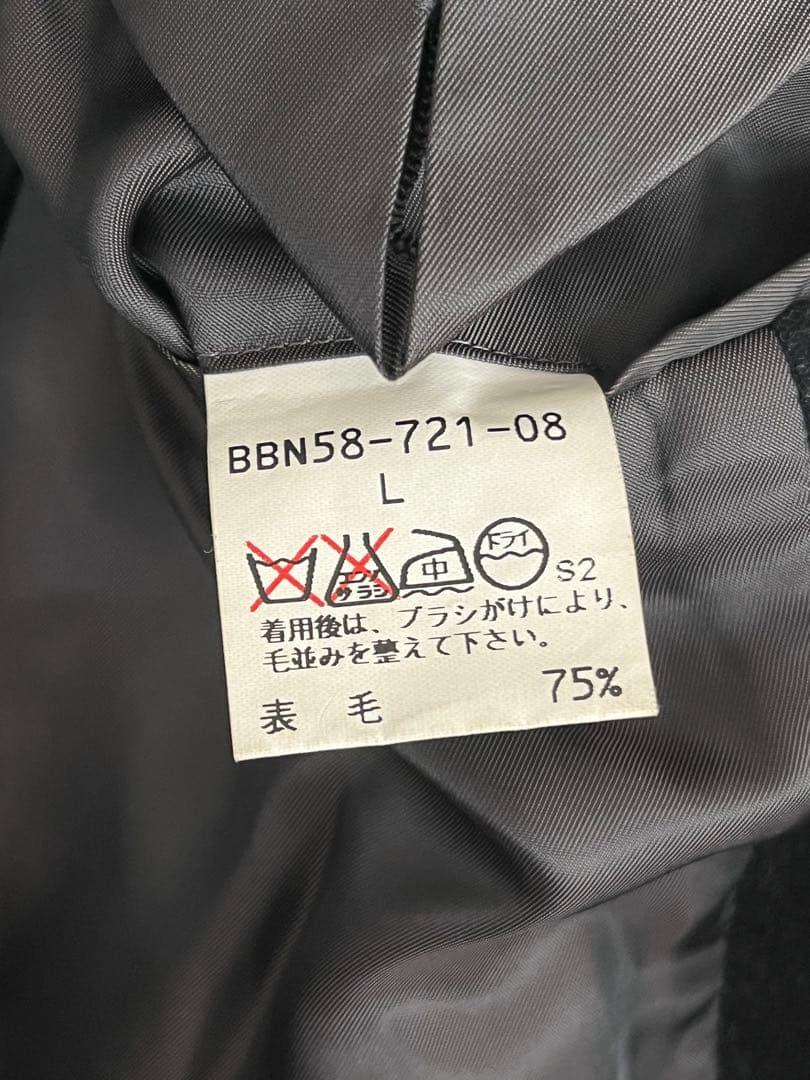 BBN58-721-08
L
エンソ
サラシ
中
ドライ
S2
着用後は、ブラシがけにより、
毛並みを整えて下さい。
表 毛 75%